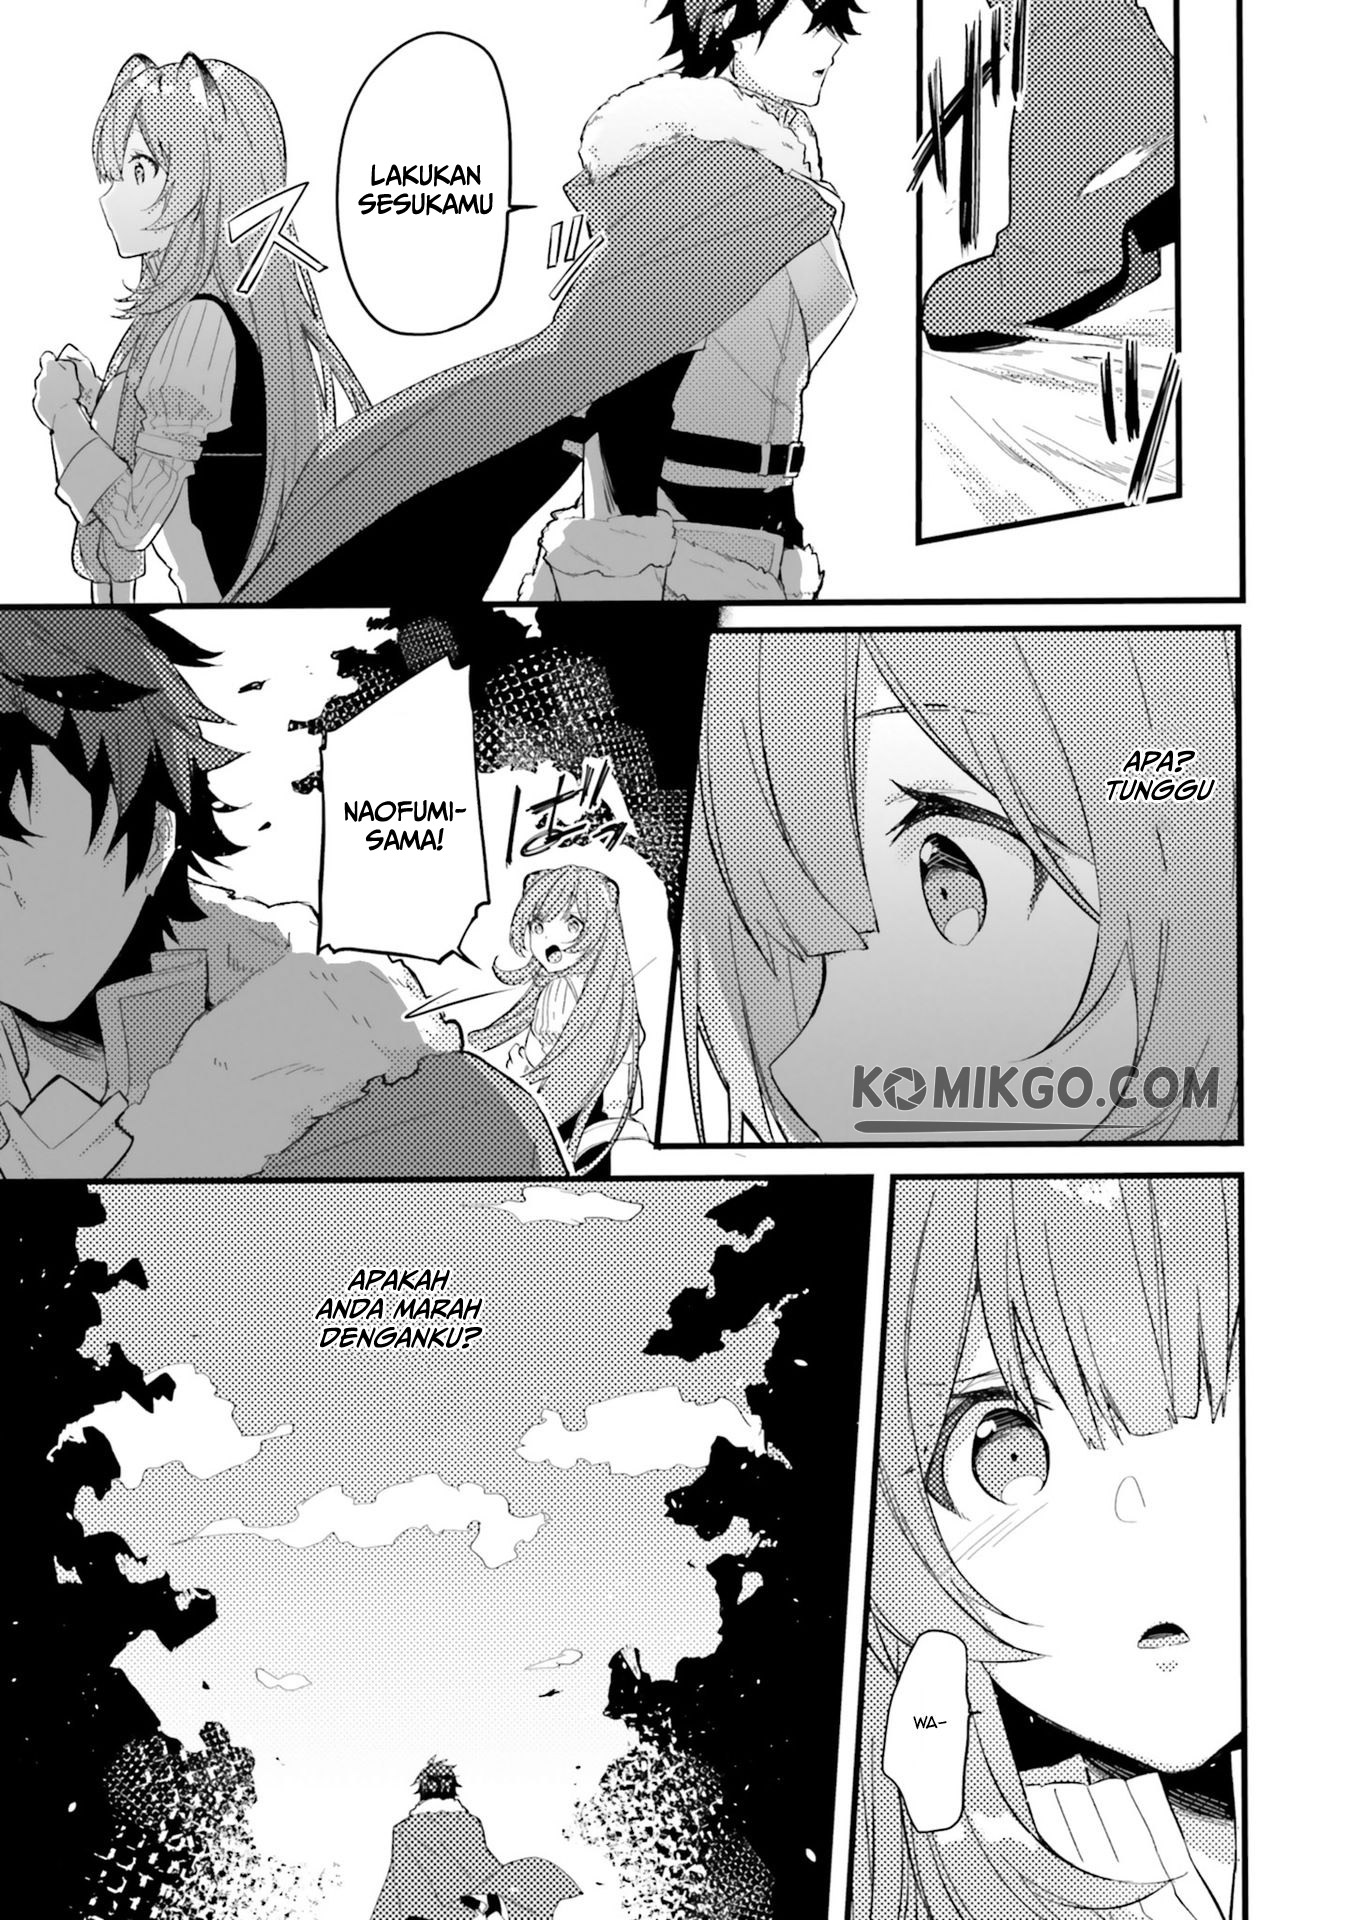 LAKUKAN
SESUKAMU
APA?
TUNGGU
NAOFUMI-
SAMA!
KOMIKGO.COM
WA-
APAKAH
ANDA MARAH
DENGANKU?